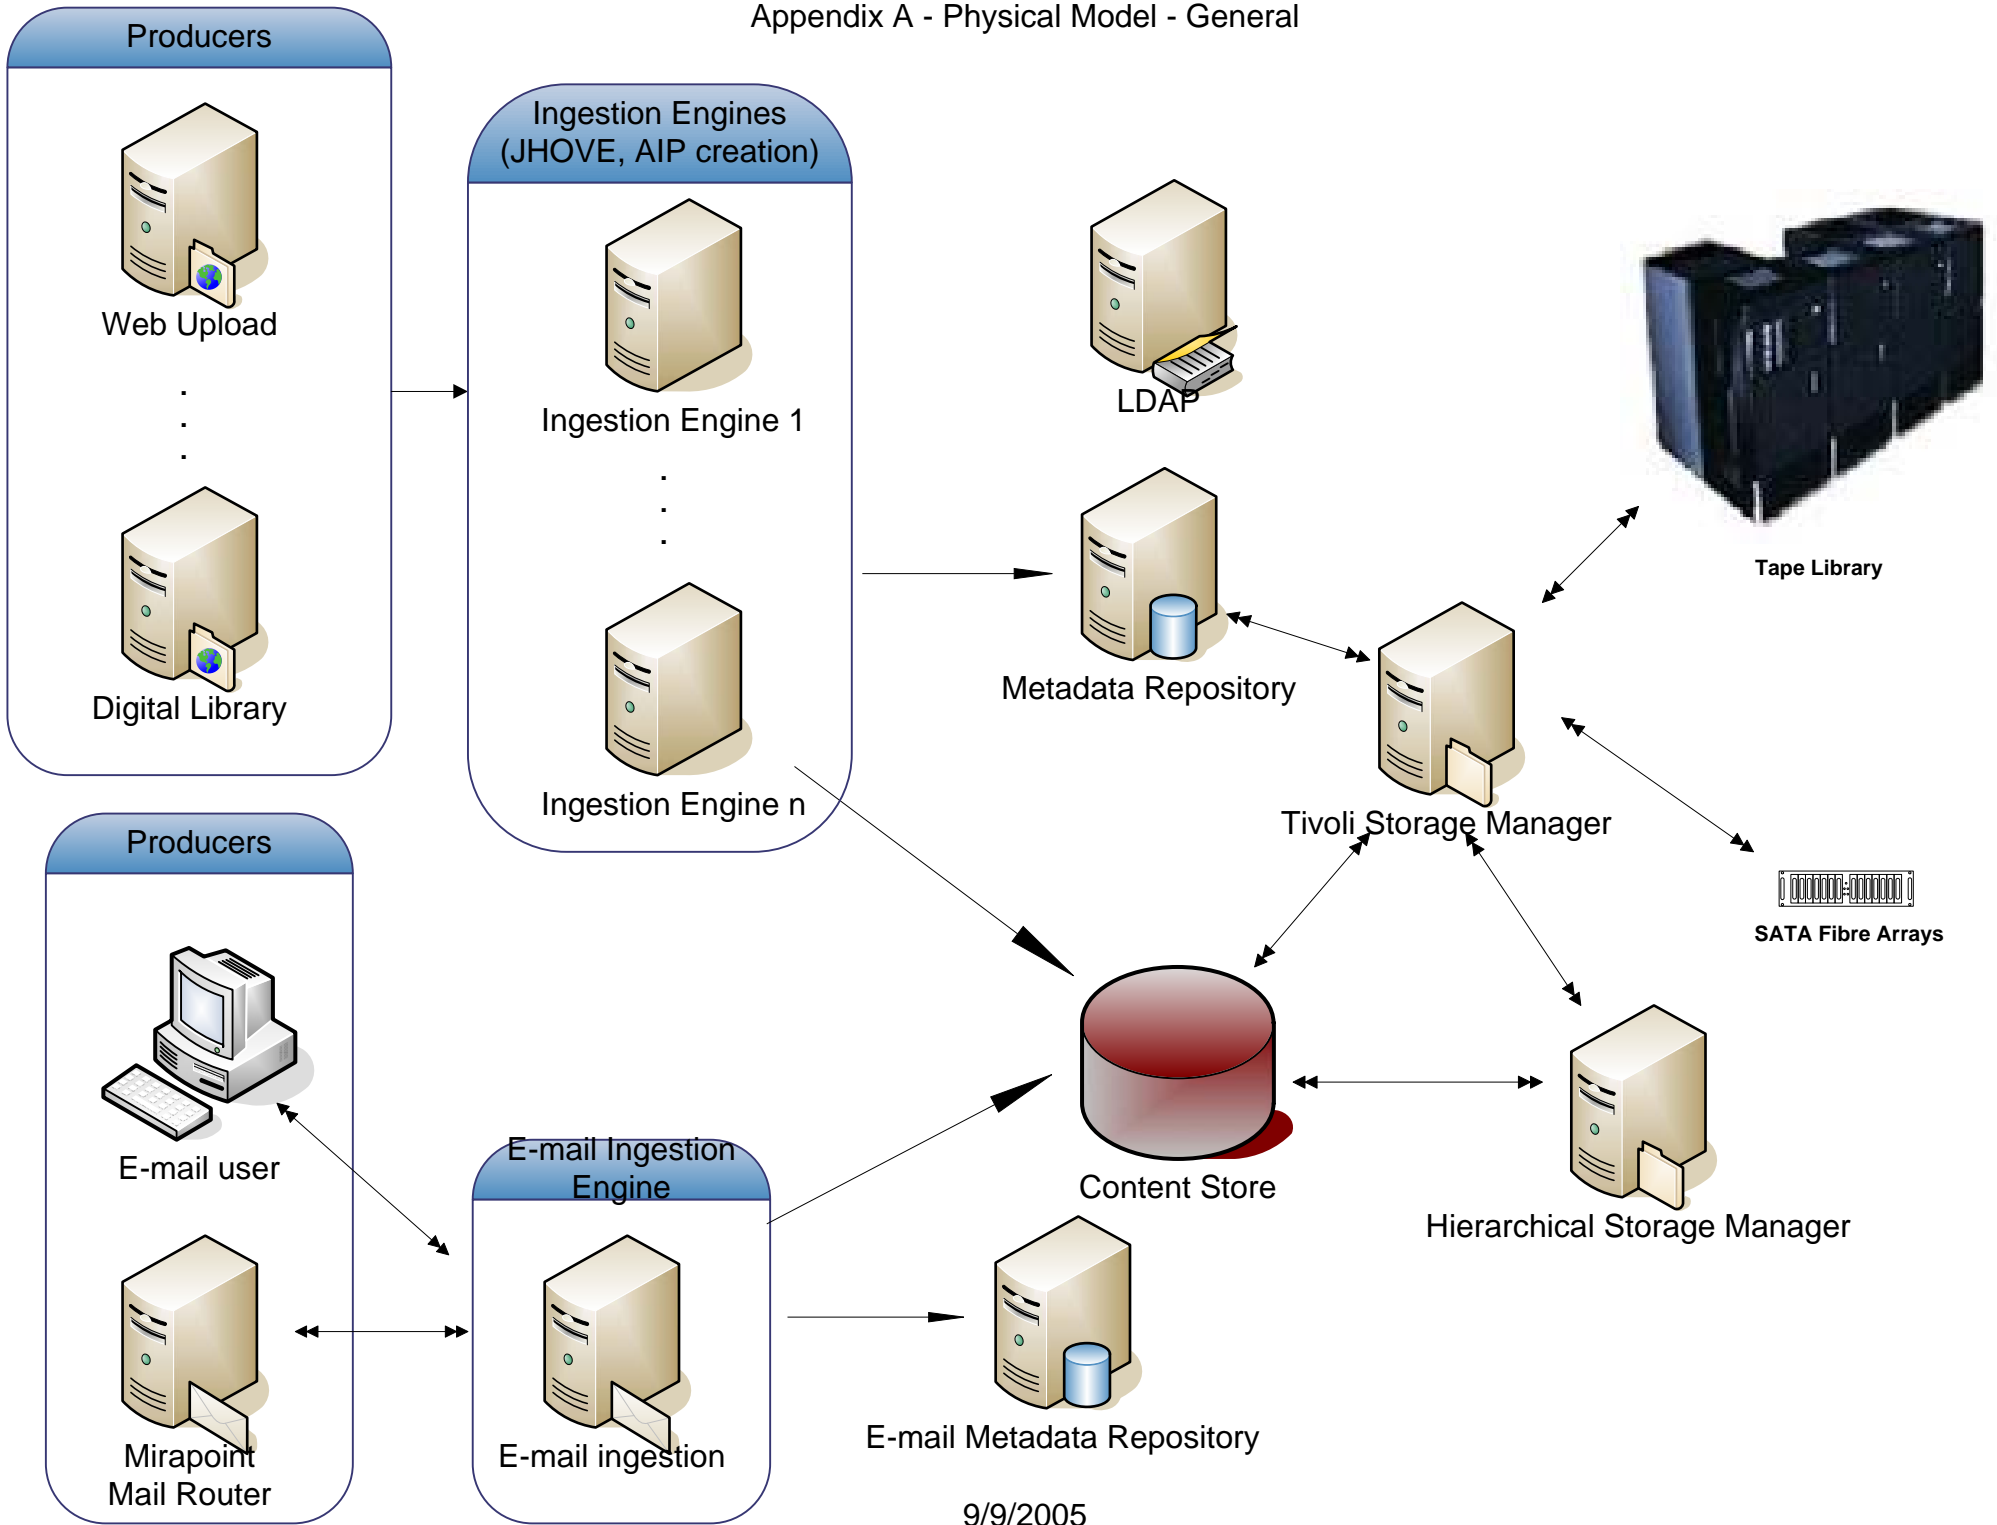 Appendix A - Physical Model - General
Producers
Web Upload
.
.
.
Digital Library
Ingestion Engines
(JHOVE, AIP creation)
Ingestion Engine 1
.
.
.
Ingestion Engine n
LDAP
Metadata Repository
Tape Library
Tivoli Storage Manager
SATA Fibre Arrays
Producers
E-mail user
Mirapoint
Mail Router
E-mail Ingestion
Engine
E-mail ingestion
Content Store
Hierarchical Storage Manager
E-mail Metadata Repository
9/9/2005